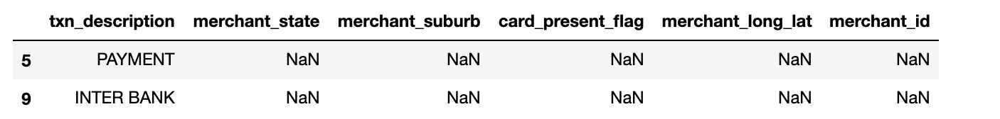 txn_description merchant_state merchant_suburb card_present_flag merchant_long_lat merchant_id
5 PAYMENT NaN NaN NaN NaN NaN
9 INTER BANK NaN NaN NaN NaN NaN